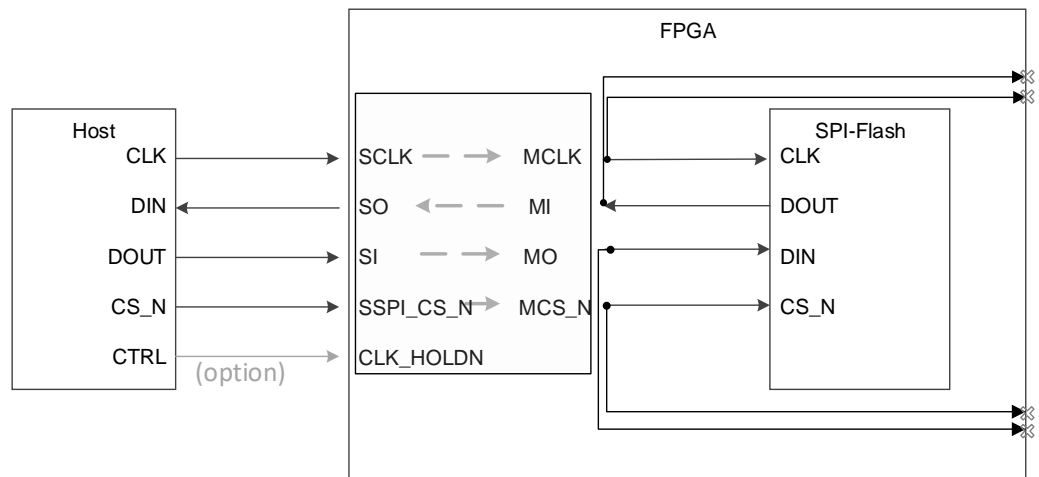 FPGA
Host
SPI-Flash
CLK
SCLK
MCLK
CLK
DIN
SO
MI
DOUT
DOUT
SI
MO
DIN
CS_N
SSPI_CS_N
MCS_N
CS_N
CTRL
(option)
CLK_HOLDN